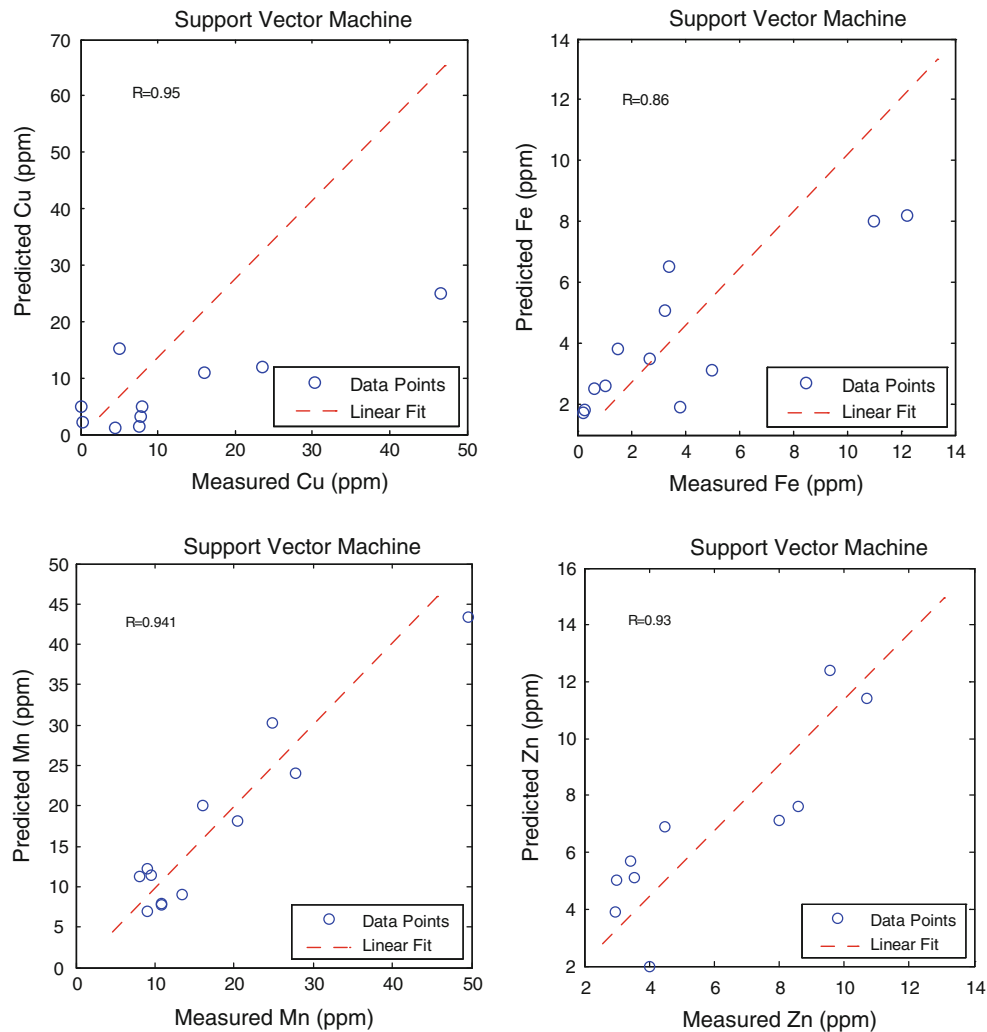 Support Vector Machine
70
60
50
40
30
20
10
0
R=0.95
Predicted Cu (ppm)
Data Points
Linear Fit
0 10 20 30 40 50
Measured Cu (ppm)
Support Vector Machine
14
12
10
8
6
4
2
R=0.86
Predicted Fe (ppm)
Data Points
Linear Fit
0 2 4 6 8 10 12 14
Measured Fe (ppm)
Support Vector Machine
50
45
40
35
30
25
20
15
10
5
0
R=0.941
Predicted Mn (ppm)
Data Points
Linear Fit
0 10 20 30 40 50
Measured Mn (ppm)
Support Vector Machine
16
14
12
10
8
6
4
2
R=0.93
Predicted Zn (ppm)
Data Points
Linear Fit
2 4 6 8 10 12 14
Measured Zn (ppm)